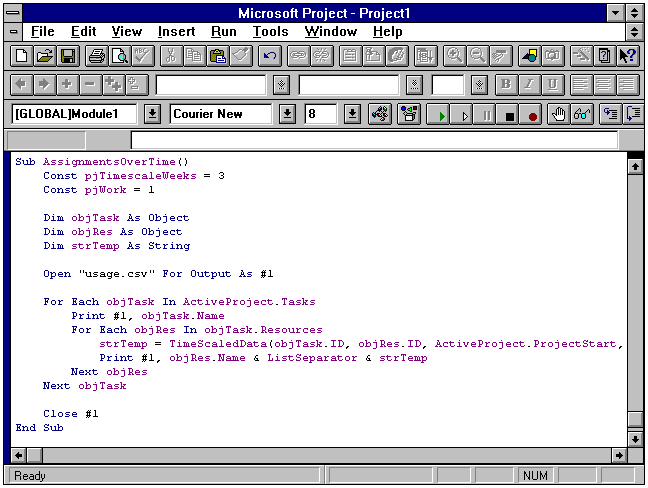 Microsoft Project - Project1
File Edit View Insert Run Tools Window Help
B I U
[GLOBAL]Module1 Courier New 8
Sub AssignmentsOverTime()
    Const pjTimescaleWeeks = 3
    Const pjWork = 1
    Dim objTask As Object
    Dim objRes As Object
    Dim strTemp As String
    Open "usage.csv" For Output As #1
    For Each objTask In ActiveProject.Tasks
        Print #1, objTask.Name
        For Each objRes In objTask.Resources
            strTemp = TimeScaledData(objTask.ID, objRes.ID, ActiveProject.ProjectStart,
            Print #1, objRes.Name & ListSeparator & strTemp
        Next objRes
    Next objTask
    Close #1
End Sub
Ready NUM